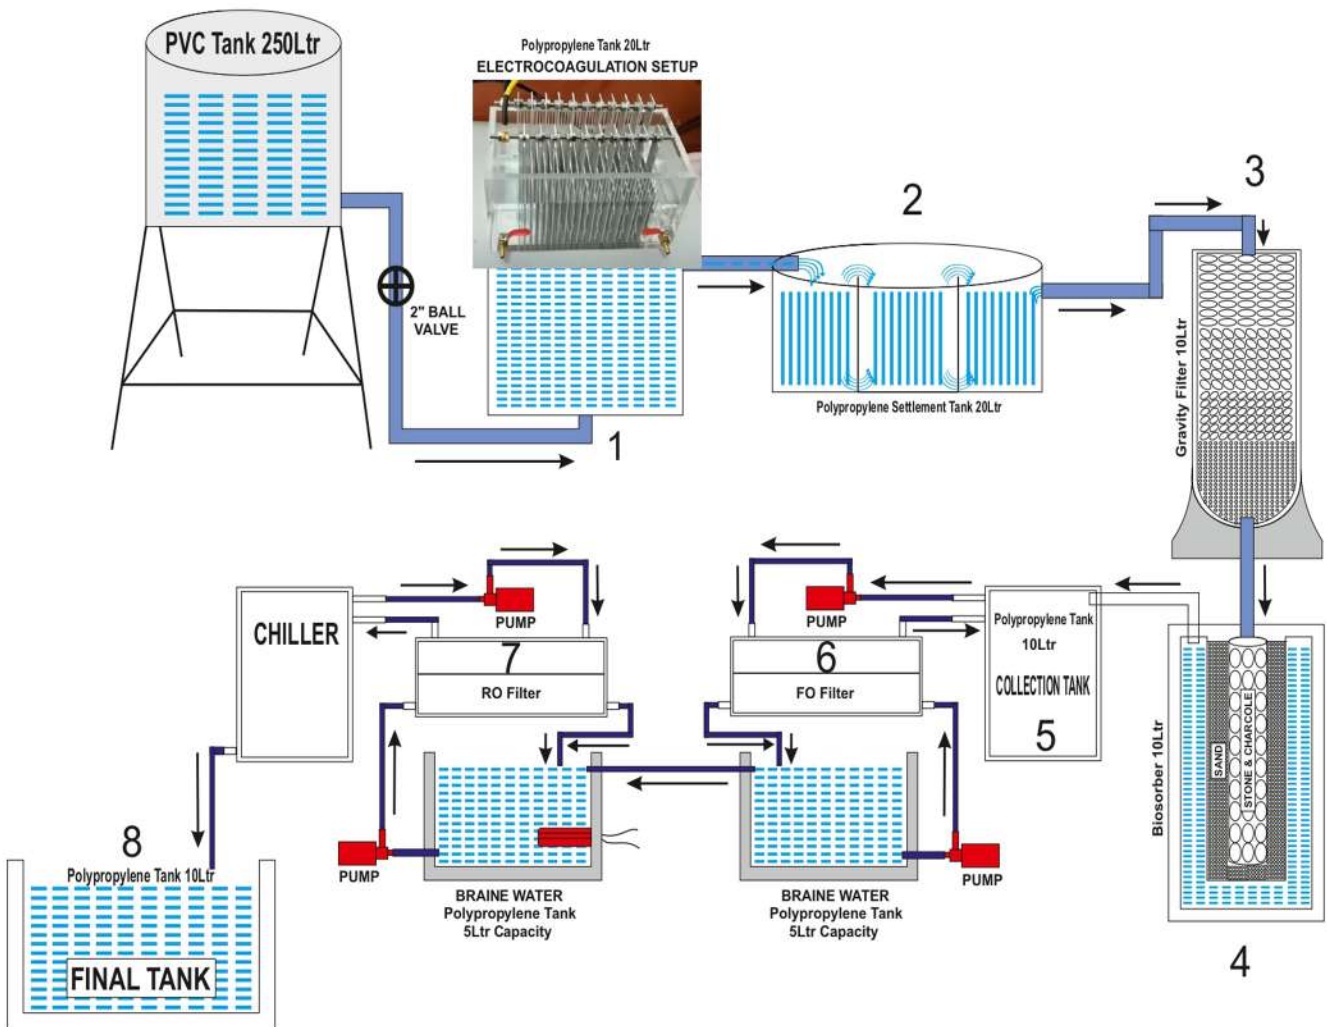 PVC Tank 250Ltr
Polypropylene Tank 20Ltr
ELECTROCOAGULATION SETUP
2" BALL
VALVE
1
2
Polypropylene Settlement Tank 20Ltr
3
Gravity Filter 10Ltr
CHILLER
PUMP
7
RO Filter
PUMP
6
FO Filter
Polypropylene Tank
10Ltr
COLLECTION TANK
5
Biosorber 10Ltr
SAND
STONE & CHARCOLE
4
PUMP
BRAINE WATER
Polypropylene Tank
5Ltr Capacity
PUMP
BRAINE WATER
Polypropylene Tank
5Ltr Capacity
8
Polypropylene Tank 10Ltr
FINAL TANK